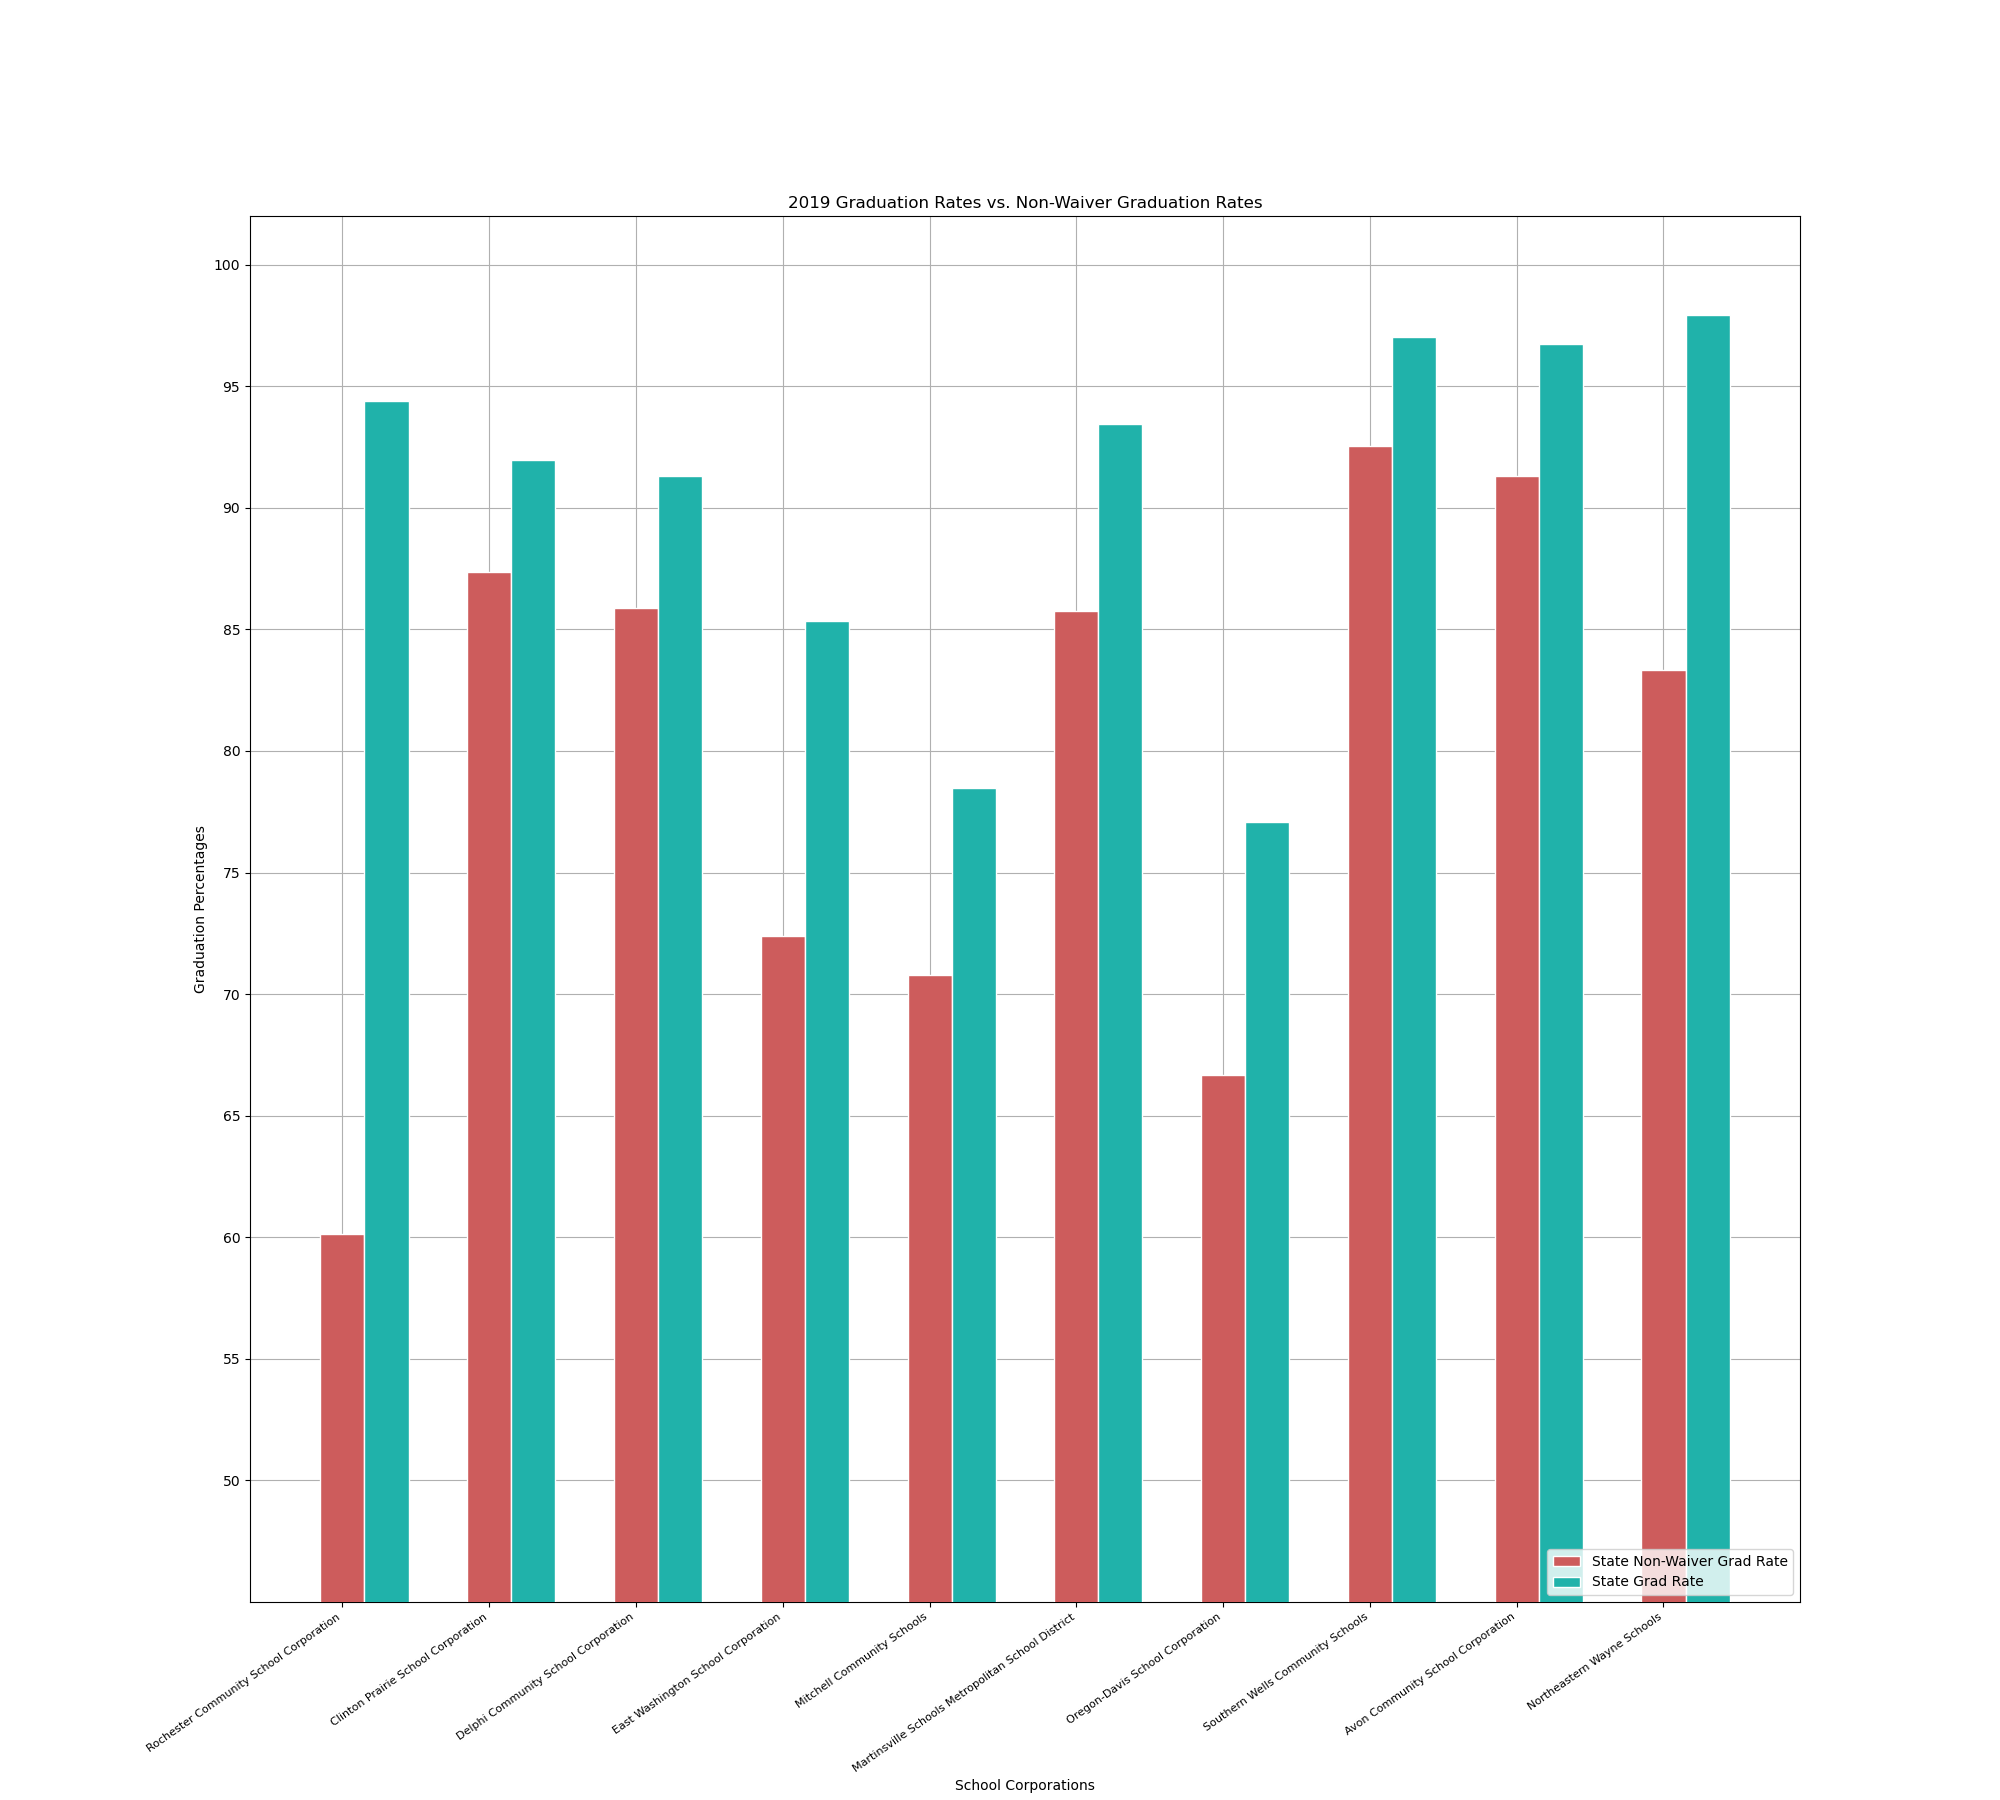 2019 Graduation Rates vs. Non-Waiver Graduation Rates
100
95
90
85
80
75
70
65
60
55
50
Graduation Percentages
State Non-Waiver Grad Rate
State Grad Rate
Rochester Community School Corporation
Clinton Prairie School Corporation
Delphi Community School Corporation
East Washington School Corporation
Mitchell Community Schools
Martinsville Schools Metropolitan School District
Oregon-Davis School Corporation
Southern Wells Community Schools
Avon Community School Corporation
Northeastern Wayne Schools
School Corporations